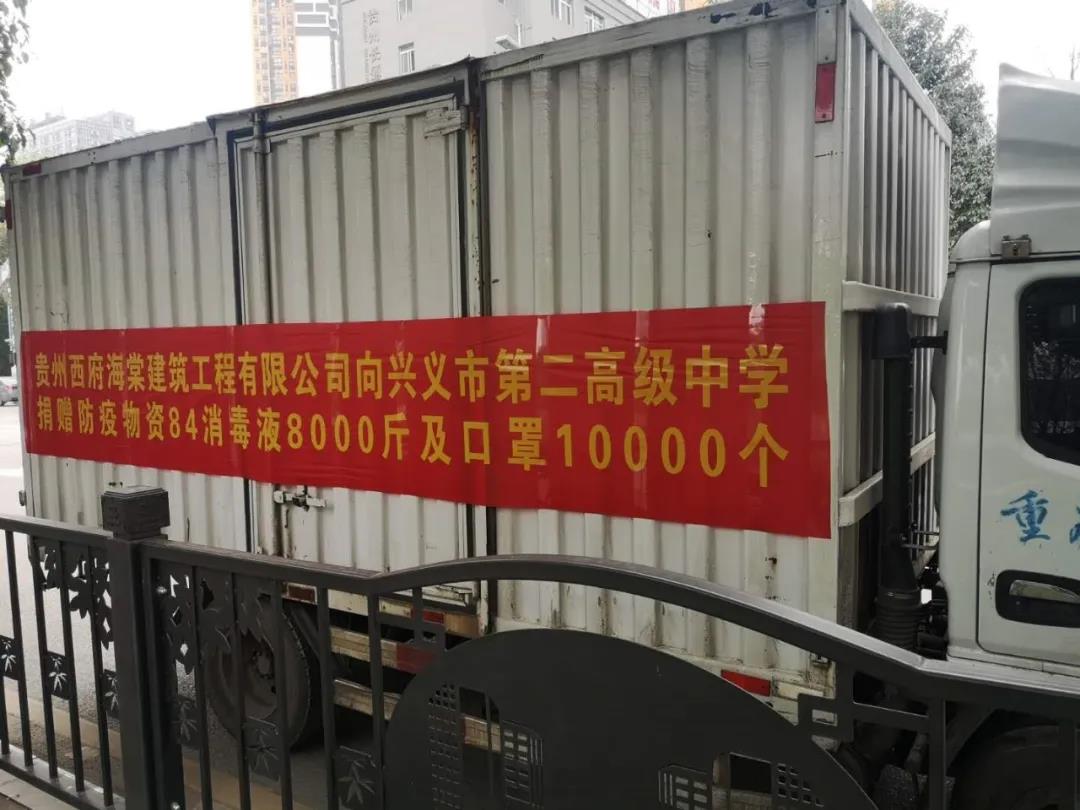 贵州西府海棠建筑工程有限公司向兴义市第二高级中学
捐赠防疫物资84消毒液8000斤及口罩10000个
重